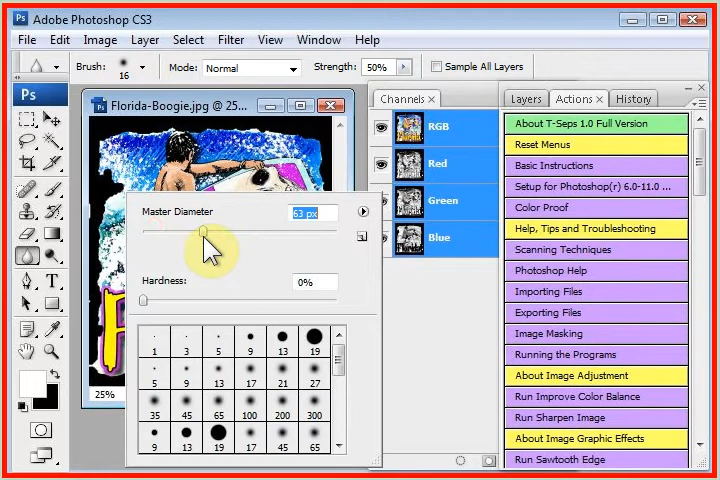 Ps Adobe Photoshop CS3
File Edit Image Layer Select Filter View Window Help
Brush: 16 Mode: Normal Strength: 50% Sample All Layers
Ps
Florida-Boogie.jpg @ 25...
Channels
RGB
Red
Green
Blue
Layers Actions History
About T-Seps 1.0 Full Version
Reset Menus
Basic Instructions
Setup for Photoshop(r) 6.0-11.0 ...
Color Proof
Help, Tips and Troubleshooting
Scanning Techniques
Photoshop Help
Importing Files
Exporting Files
Image Masking
Running the Programs
About Image Adjustment
Run Improve Color Balance
Run Sharpen Image
About Image Graphic Effects
Run Sawtooth Edge
Master Diameter 63 px
Hardness: 0%
1 3 5 9 13 19
5 9 13 17 21 27
35 45 65 100 200 300
9 13 19 17 45 65
25%